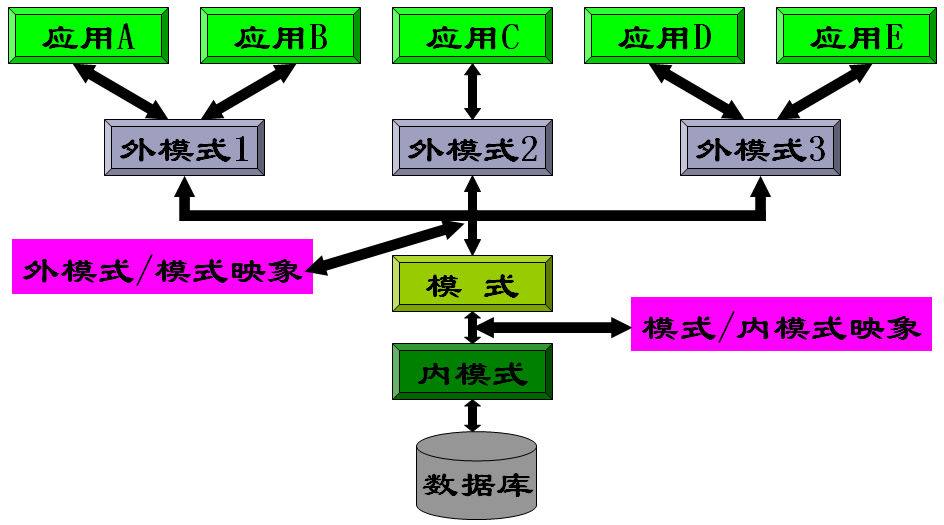 应用A
应用B
应用C
应用D
应用E
外模式1
外模式2
外模式3
外模式/模式映象
模 式
模式/内模式映象
内模式
数据库